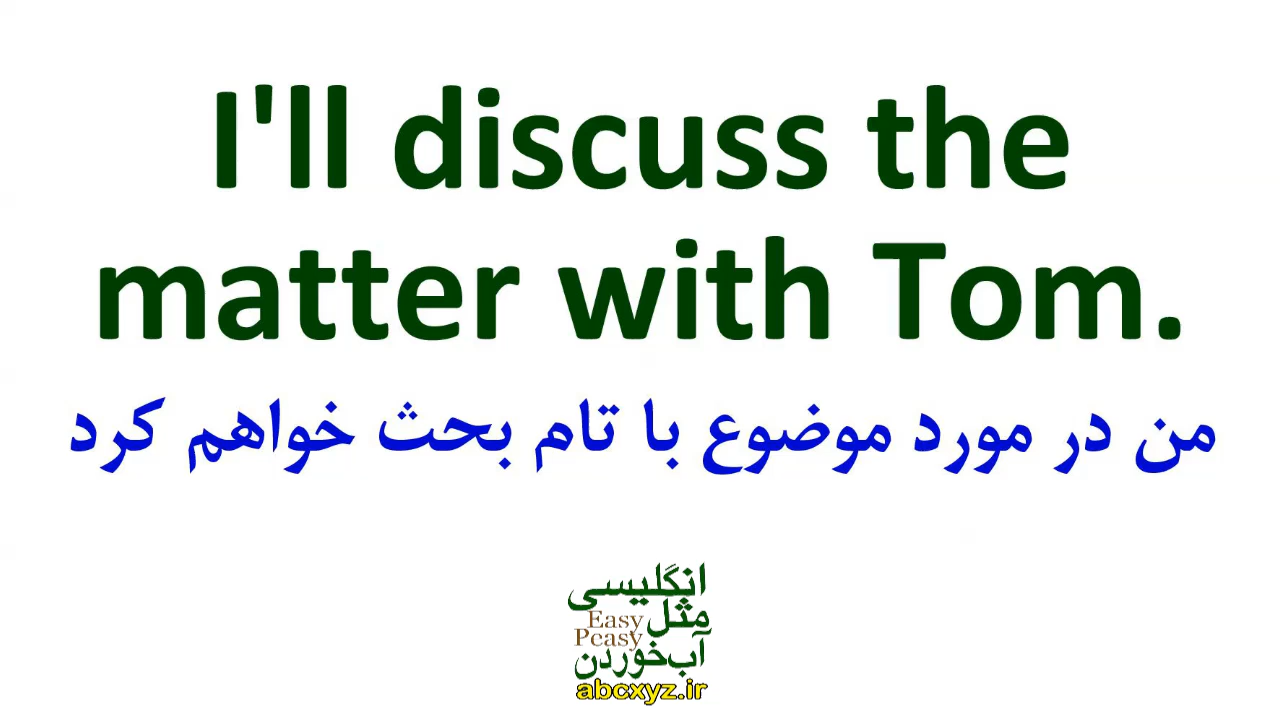 I'll discuss the
matter with Tom.
من در مورد موضوع با تام بحث خواهم کرد
انگلیسی
مثل
Easy
Peasy
آب‌خوردن
abcxyz.ir